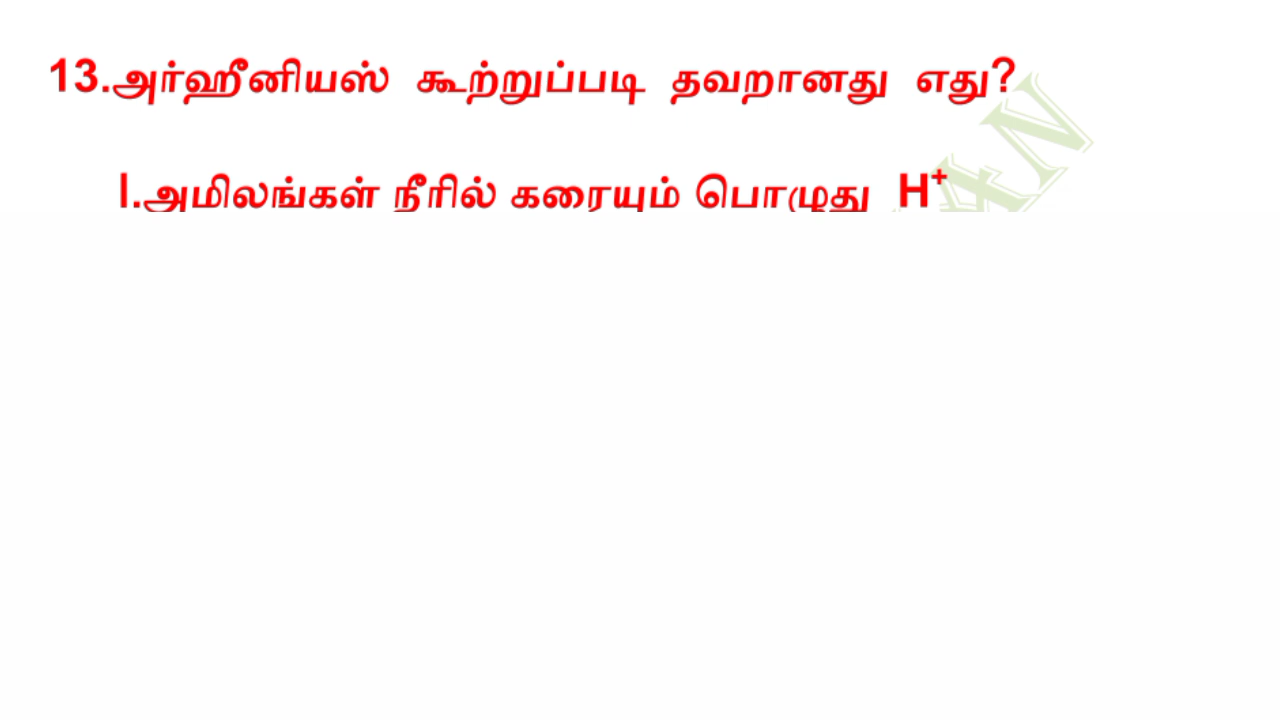 13.அர்ஹீனியஸ் கூற்றுப்படி தவறானது எது?
I.அமிலங்கள் நீரில் கரையும் பொழுது H⁺